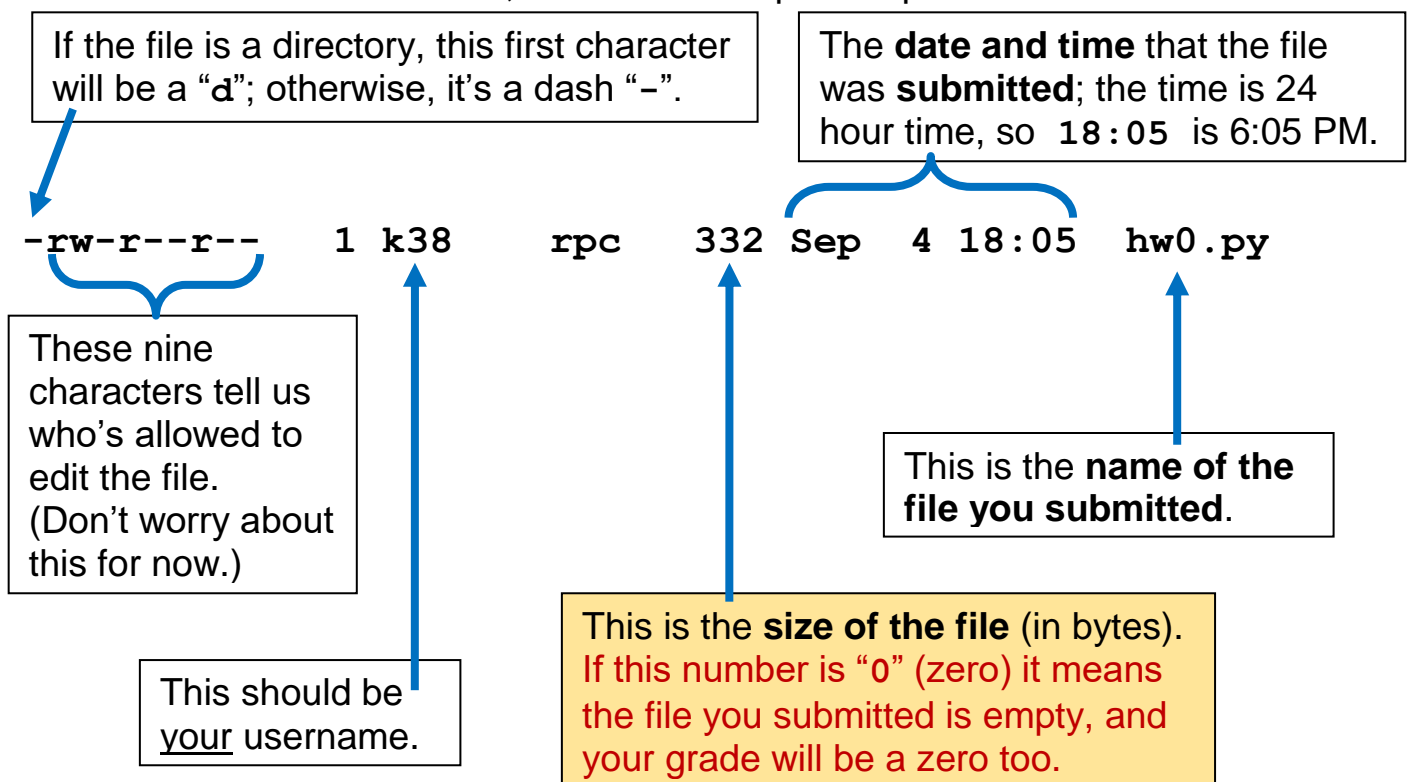 If the file is a directory, this first character
will be a “d”; otherwise, it's a dash “-”.
The date and time that the file
was submitted; the time is 24
hour time, so 18:05 is 6:05 PM.
-rw-r--r-- 1 k38 rpc 332 Sep 4 18:05 hw0.py
These nine
characters tell us
who's allowed to
edit the file.
(Don’t worry about
this for now.)
This is the name of the
file you submitted.
This is the size of the file (in bytes).
If this number is “0” (zero) it means
the file you submitted is empty, and
your grade will be a zero too.
This should be
your username.